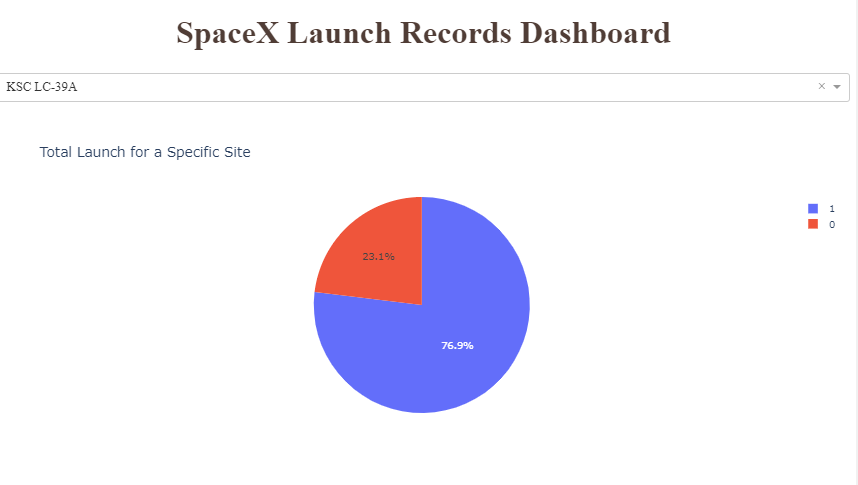 SpaceX Launch Records Dashboard
KSC LC-39A
×
Total Launch for a Specific Site
1
0
23.1%
76.9%